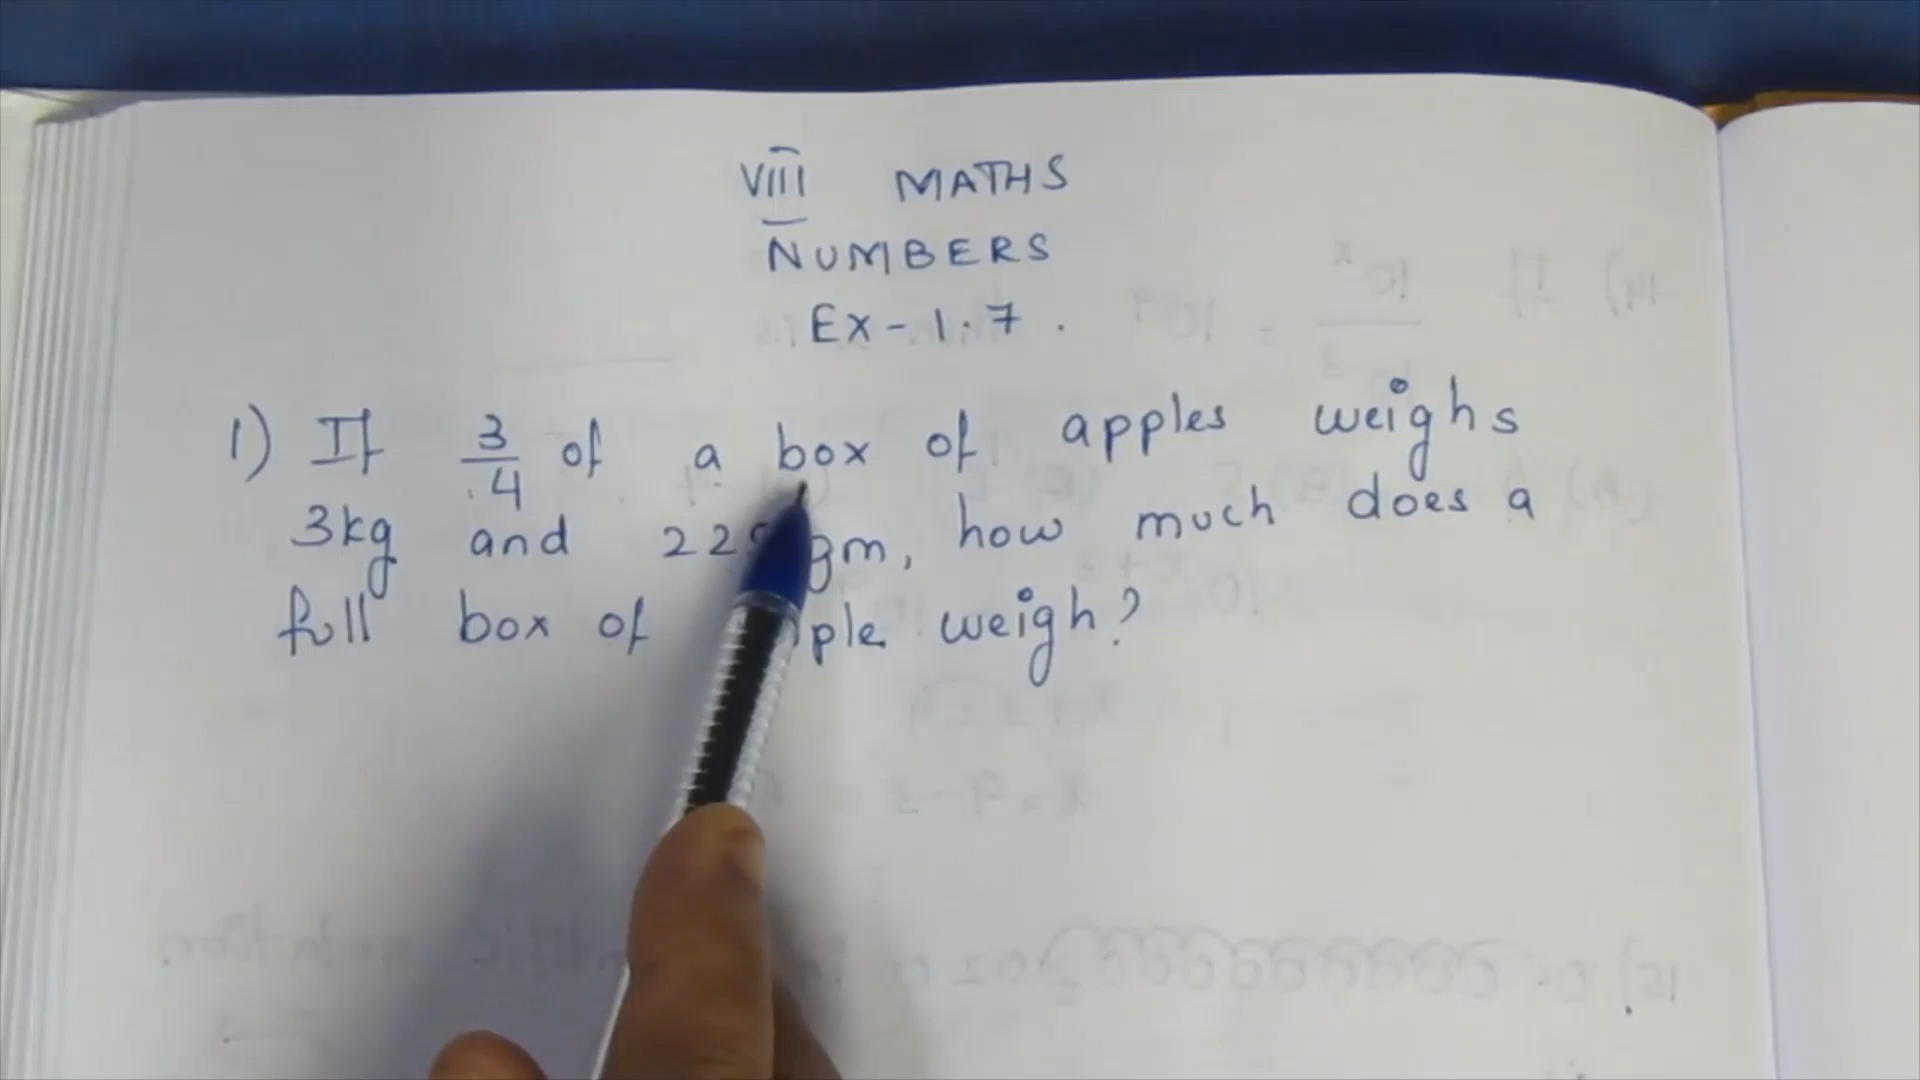 VIII MATHS
NUMBERS
Ex-1.7.
1) If 3/4 of a box of apples weighs
3kg and gm, how much does a
full box of weigh?